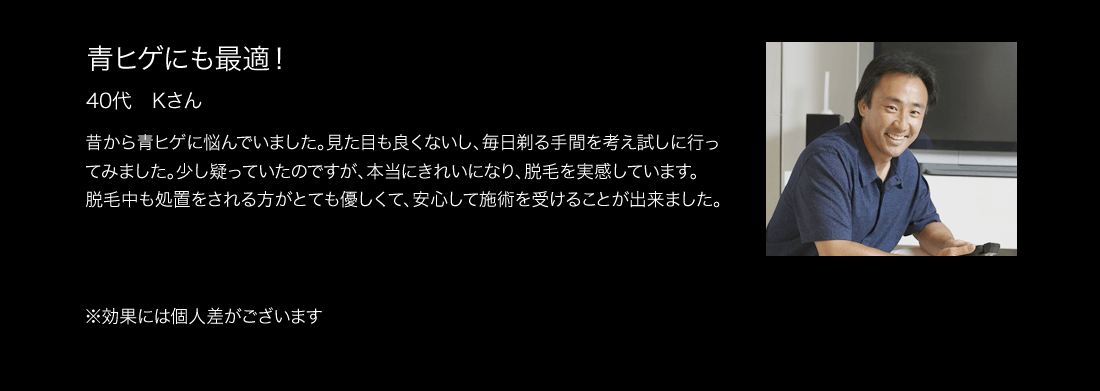 青ヒゲにも最適！
40代　Kさん
昔から青ヒゲに悩んでいました。見た目も良くないし、毎日剃る手間を考え試しに行っ
てみました。少し疑っていたのですが、本当にきれいになり、脱毛を実感しています。
脱毛中も処置をされる方がとても優しくて、安心して施術を受けることが出来ました。
※効果には個人差がございます